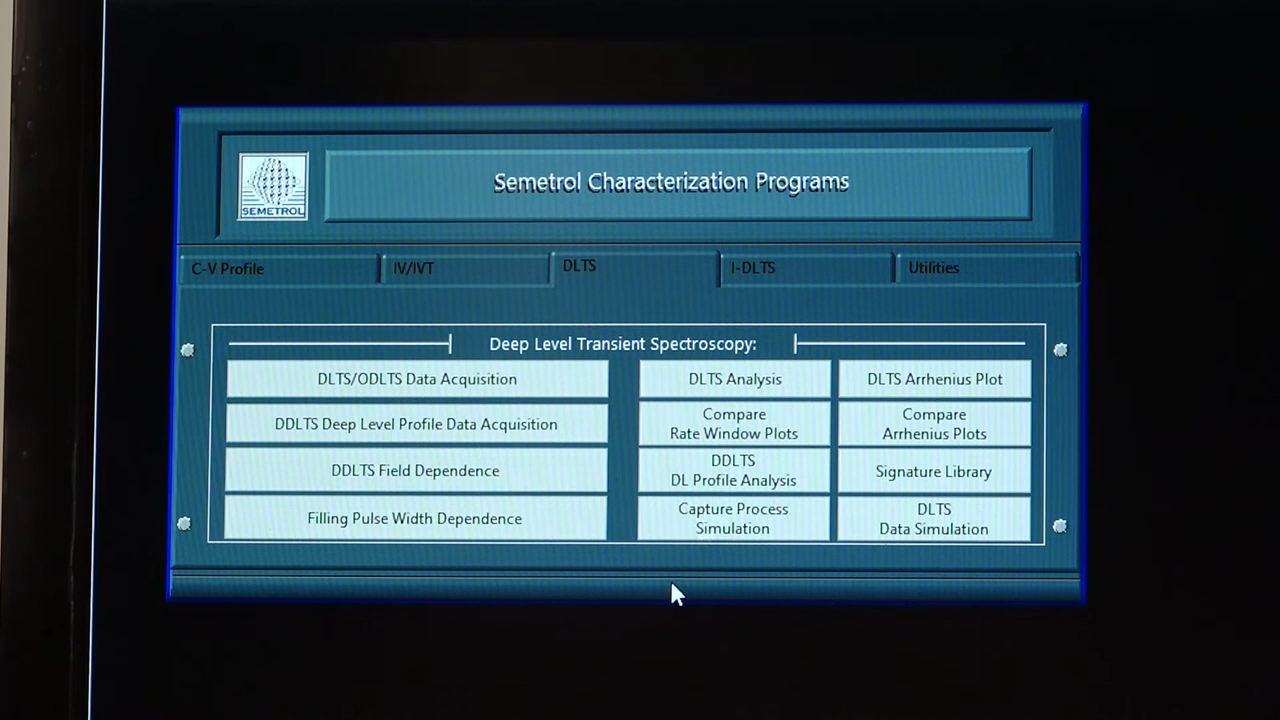 SEMETROL
Semetrol Characterization Programs
C-V Profile
IV/IVT
DLTS
I-DLTS
Utilities
Deep Level Transient Spectroscopy:
DLTS/ODLTS Data Acquisition
DDLTS Deep Level Profile Data Acquisition
DDLTS Field Dependence
Filling Pulse Width Dependence
DLTS Analysis
Compare
Rate Window Plots
DDLTS
DL Profile Analysis
Capture Process
Simulation
DLTS Arrhenius Plot
Compare
Arrhenius Plots
Signature Library
DLTS
Data Simulation